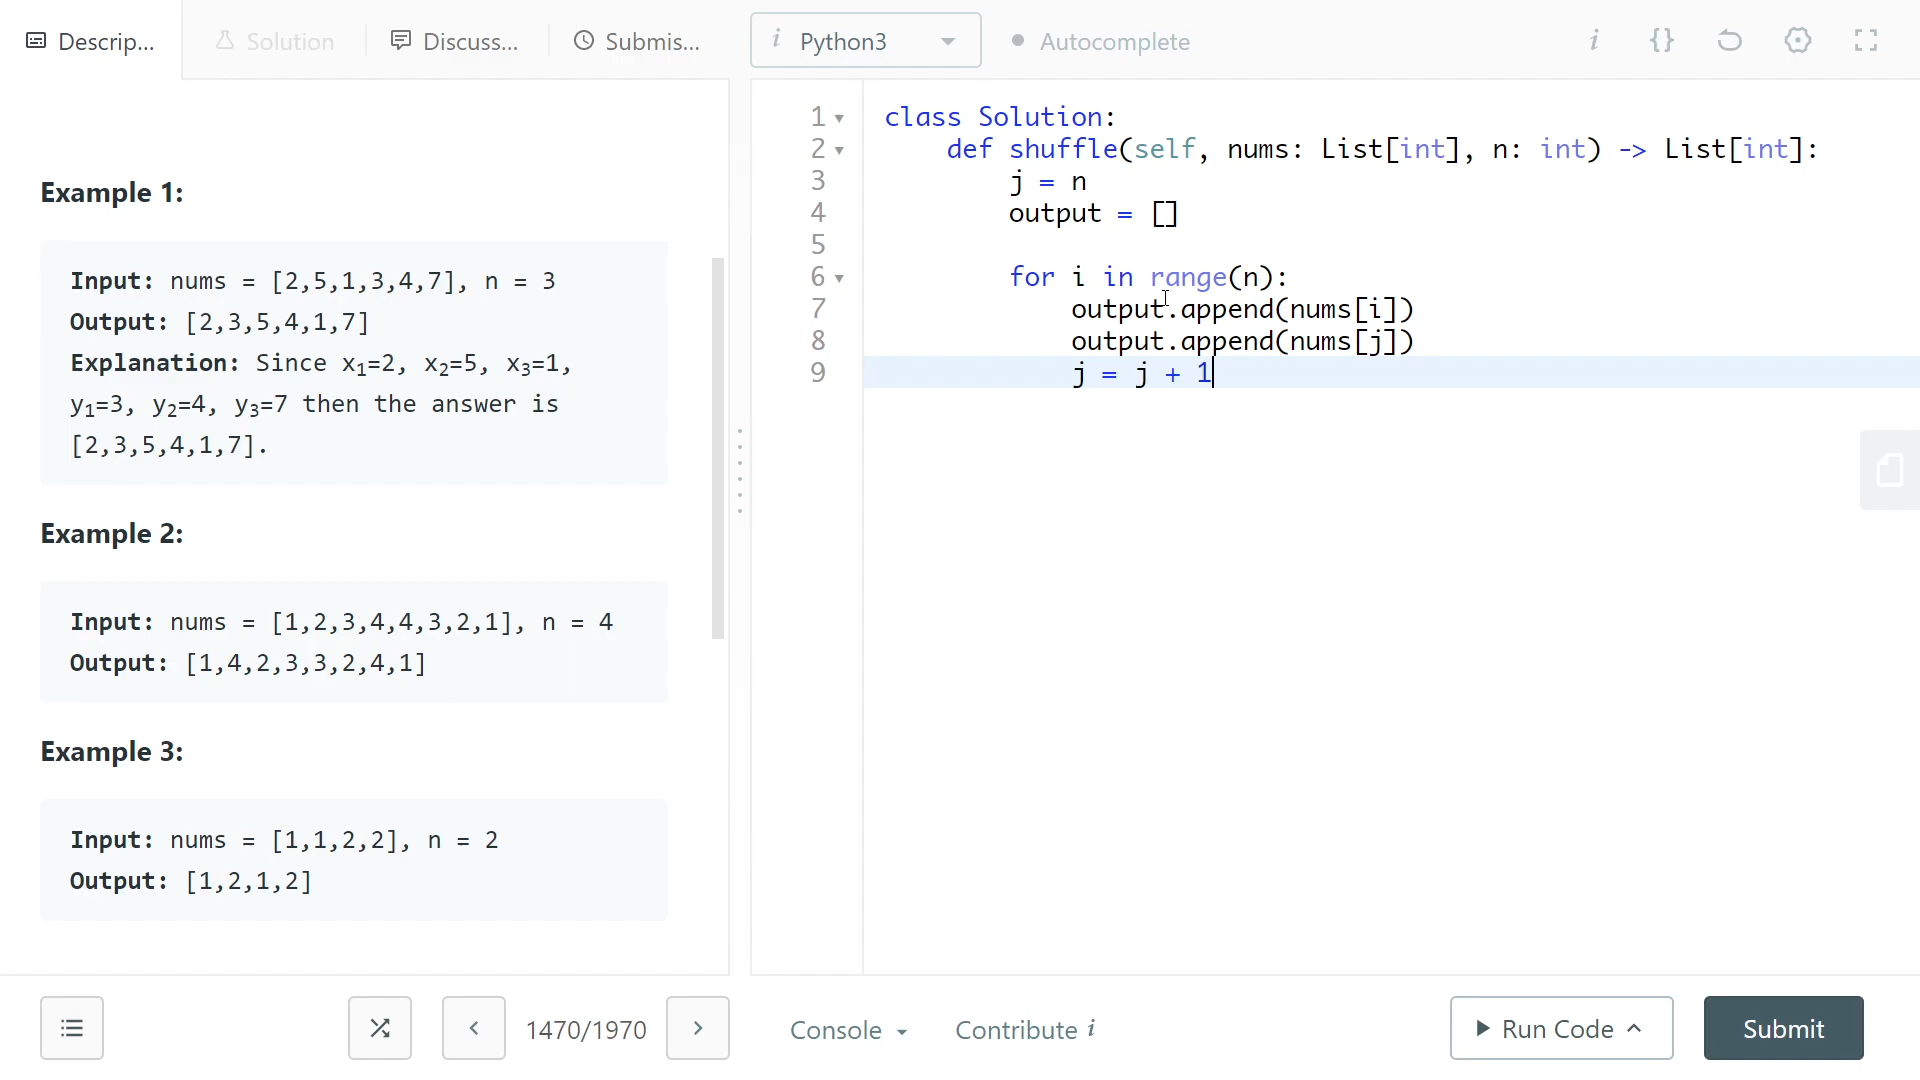 Descrip...
Solution
Discuss...
Submis...
i Python3
Autocomplete
i {}
Example 1:
Input: nums = [2,5,1,3,4,7], n = 3
Output: [2,3,5,4,1,7]
Explanation: Since x₁=2, x₂=5, x₃=1,
y₁=3, y₂=4, y₃=7 then the answer is
[2,3,5,4,1,7].
Example 2:
Input: nums = [1,2,3,4,4,3,2,1], n = 4
Output: [1,4,2,3,3,2,4,1]
Example 3:
Input: nums = [1,1,2,2], n = 2
Output: [1,2,1,2]
1 class Solution:
2     def shuffle(self, nums: List[int], n: int) -> List[int]:
3         j = n
4         output = []
5
6         for i in range(n):
7             output.append(nums[i])
8             output.append(nums[j])
9             j = j + 1
1470/1970
Console
Contribute i
Run Code
Submit